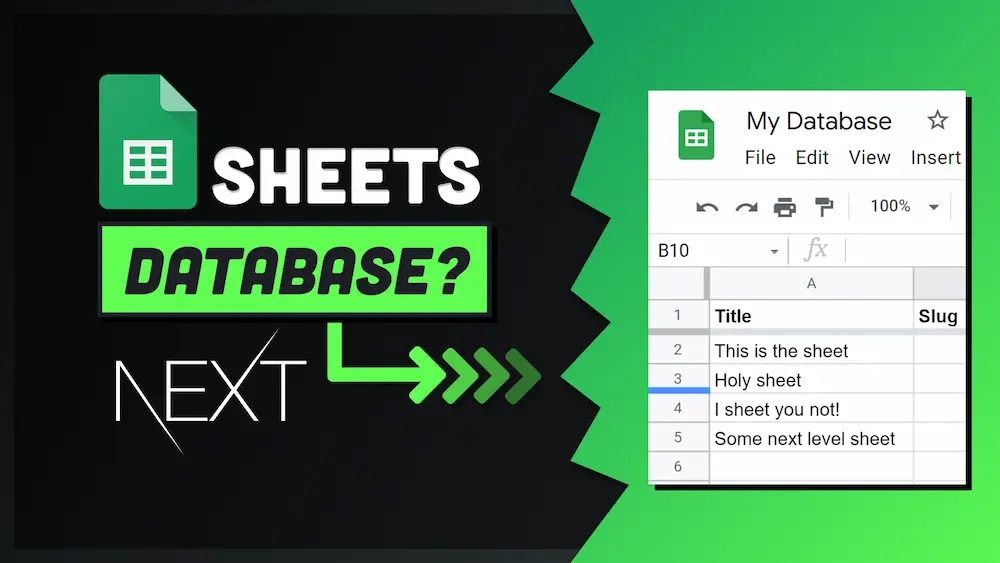 SHEETS
DATABASE?
NEXT
My Database
File Edit View Insert
100%
B10 fx
A
1 Title Slug
2 This is the sheet
3 Holy sheet
4 I sheet you not!
5 Some next level sheet
6